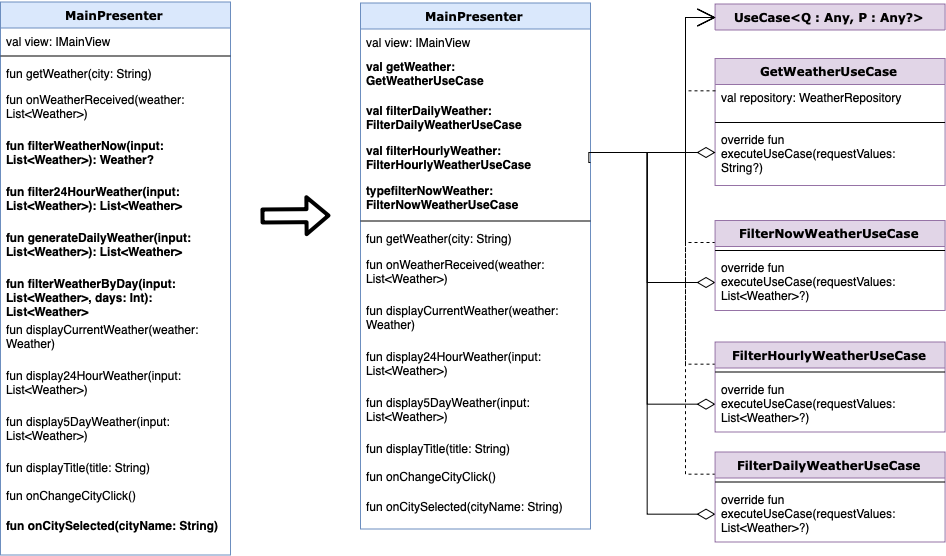 MainPresenter
val view: IMainView
fun getWeather(city: String)
fun onWeatherReceived(weather:
List<Weather>)
fun filterWeatherNow(input:
List<Weather>): Weather?
fun filter24HourWeather(input:
List<Weather>): List<Weather>
fun generateDailyWeather(input:
List<Weather>): List<Weather>
fun filterWeatherByDay(input:
List<Weather>, days: Int):
List<Weather>
fun displayCurrentWeather(weather:
Weather)
fun display24HourWeather(input:
List<Weather>)
fun display5DayWeather(input:
List<Weather>)
fun displayTitle(title: String)
fun onChangeCityClick()
fun onCitySelected(cityName: String)
MainPresenter
val view: IMainView
val getWeather:
GetWeatherUseCase
val filterDailyWeather:
FilterDailyWeatherUseCase
val filterHourlyWeather:
FilterHourlyWeatherUseCase
typefilterNowWeather:
FilterNowWeatherUseCase
fun getWeather(city: String)
fun onWeatherReceived(weather:
List<Weather>)
fun displayCurrentWeather(weather:
Weather)
fun display24HourWeather(input:
List<Weather>)
fun display5DayWeather(input:
List<Weather>)
fun displayTitle(title: String)
fun onChangeCityClick()
fun onCitySelected(cityName: String)
UseCase<Q : Any, P : Any?>
GetWeatherUseCase
val repository: WeatherRepository
override fun
executeUseCase(requestValues:
String?)
FilterNowWeatherUseCase
override fun
executeUseCase(requestValues:
List<Weather>?)
FilterHourlyWeatherUseCase
override fun
executeUseCase(requestValues:
List<Weather>?)
FilterDailyWeatherUseCase
override fun
executeUseCase(requestValues:
List<Weather>?)